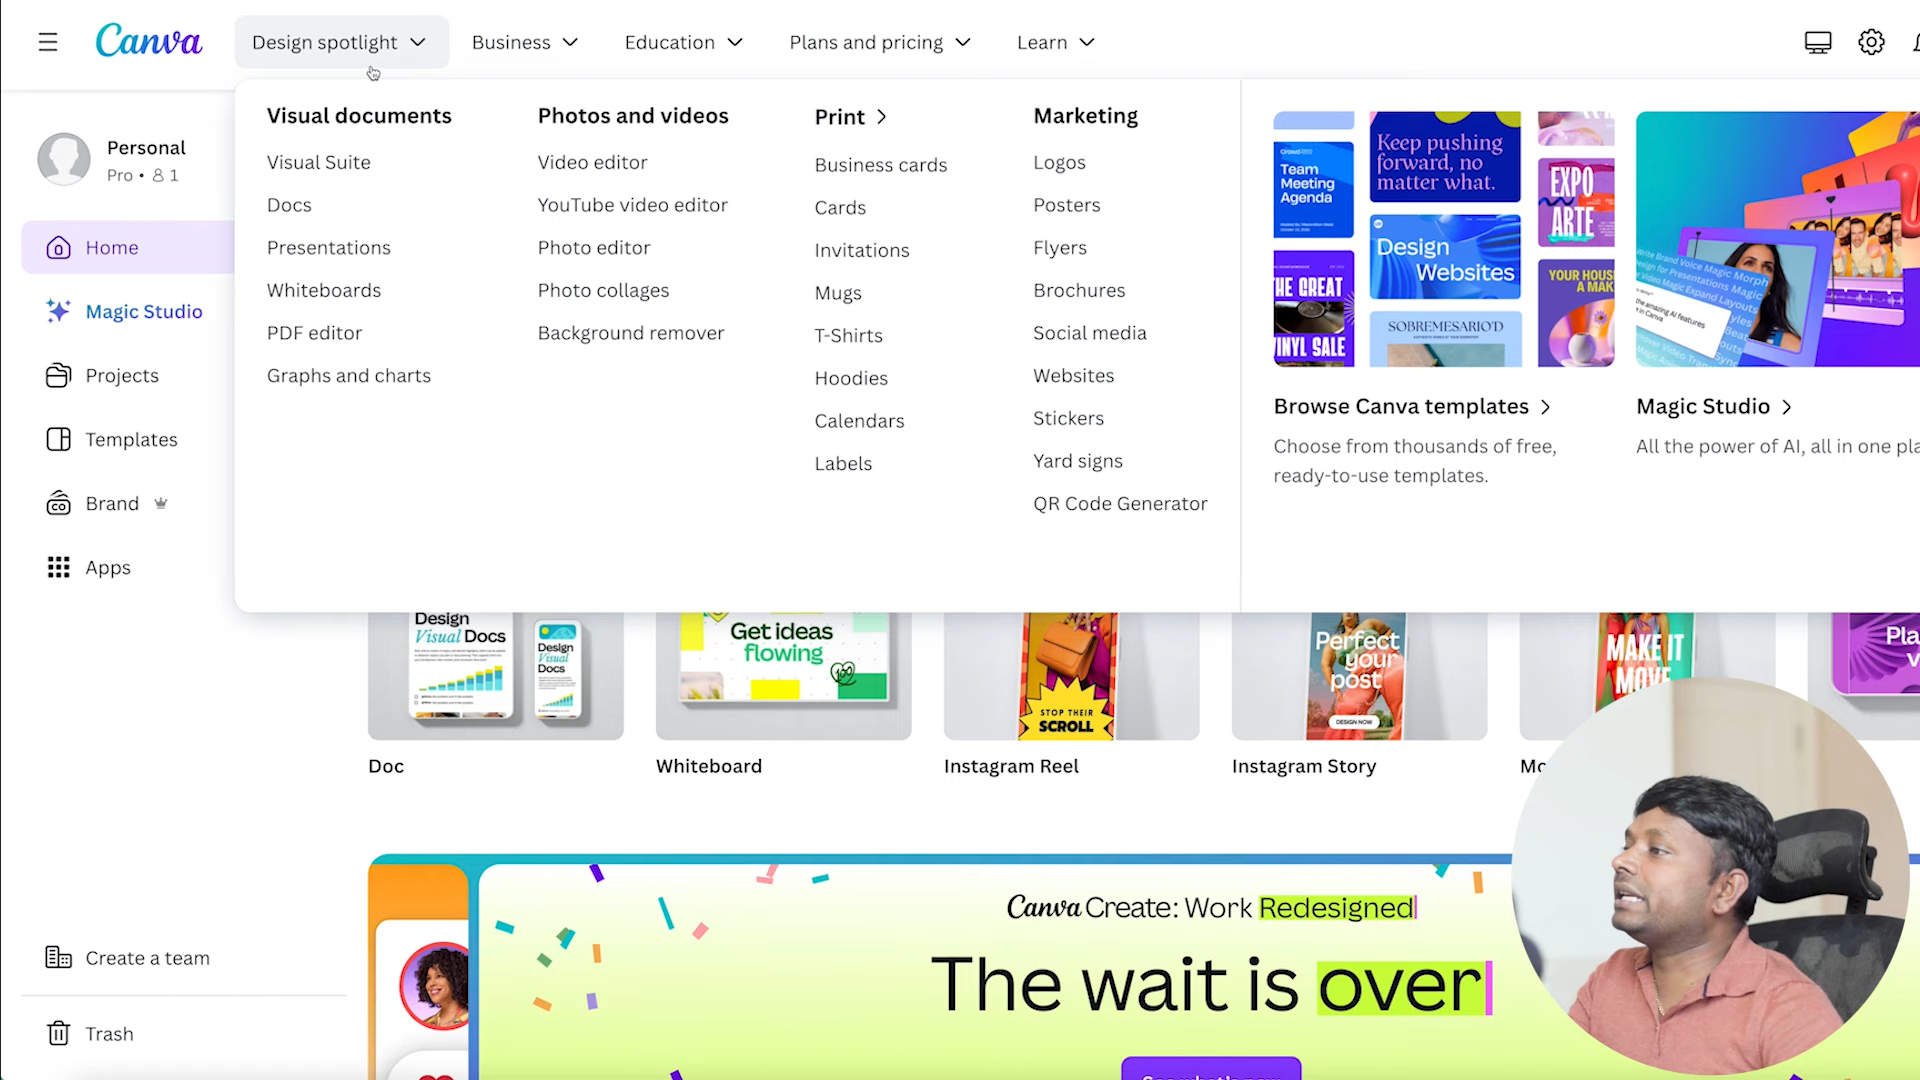 Canva
Design spotlight
Business
Education
Plans and pricing
Learn
Personal
Pro • 1
Home
Magic Studio
Projects
Templates
Brand
Apps
Create a team
Trash
Visual documents
Visual Suite
Docs
Presentations
Whiteboards
PDF editor
Graphs and charts
Photos and videos
Video editor
YouTube video editor
Photo editor
Photo collages
Background remover
Print
Business cards
Cards
Invitations
Mugs
T-Shirts
Hoodies
Calendars
Labels
Marketing
Logos
Posters
Flyers
Brochures
Social media
Websites
Stickers
Yard signs
QR Code Generator
Team
Meeting
Agenda
THE GREAT
VINYL SALE
Keep pushing
forward, no
matter what.
Design
Websites
SOBREMESARIO'D
EXPO
ARTE
YOUR HOUS
A MAK
Browse Canva templates
Choose from thousands of free,
ready-to-use templates.
Magic Studio
All the power of AI, all in one pla
Design
Visual Docs
Design
Visual
Docs
Get ideas
flowing
100
STOP THEIR
SCROLL
Perfect
your
post
DESIGN NOW
MAKE IT
MOVE
Pla
v
Doc
Whiteboard
Instagram Reel
Instagram Story
Mo
Canva Create: Work Redesigned
The wait is over
See what's new